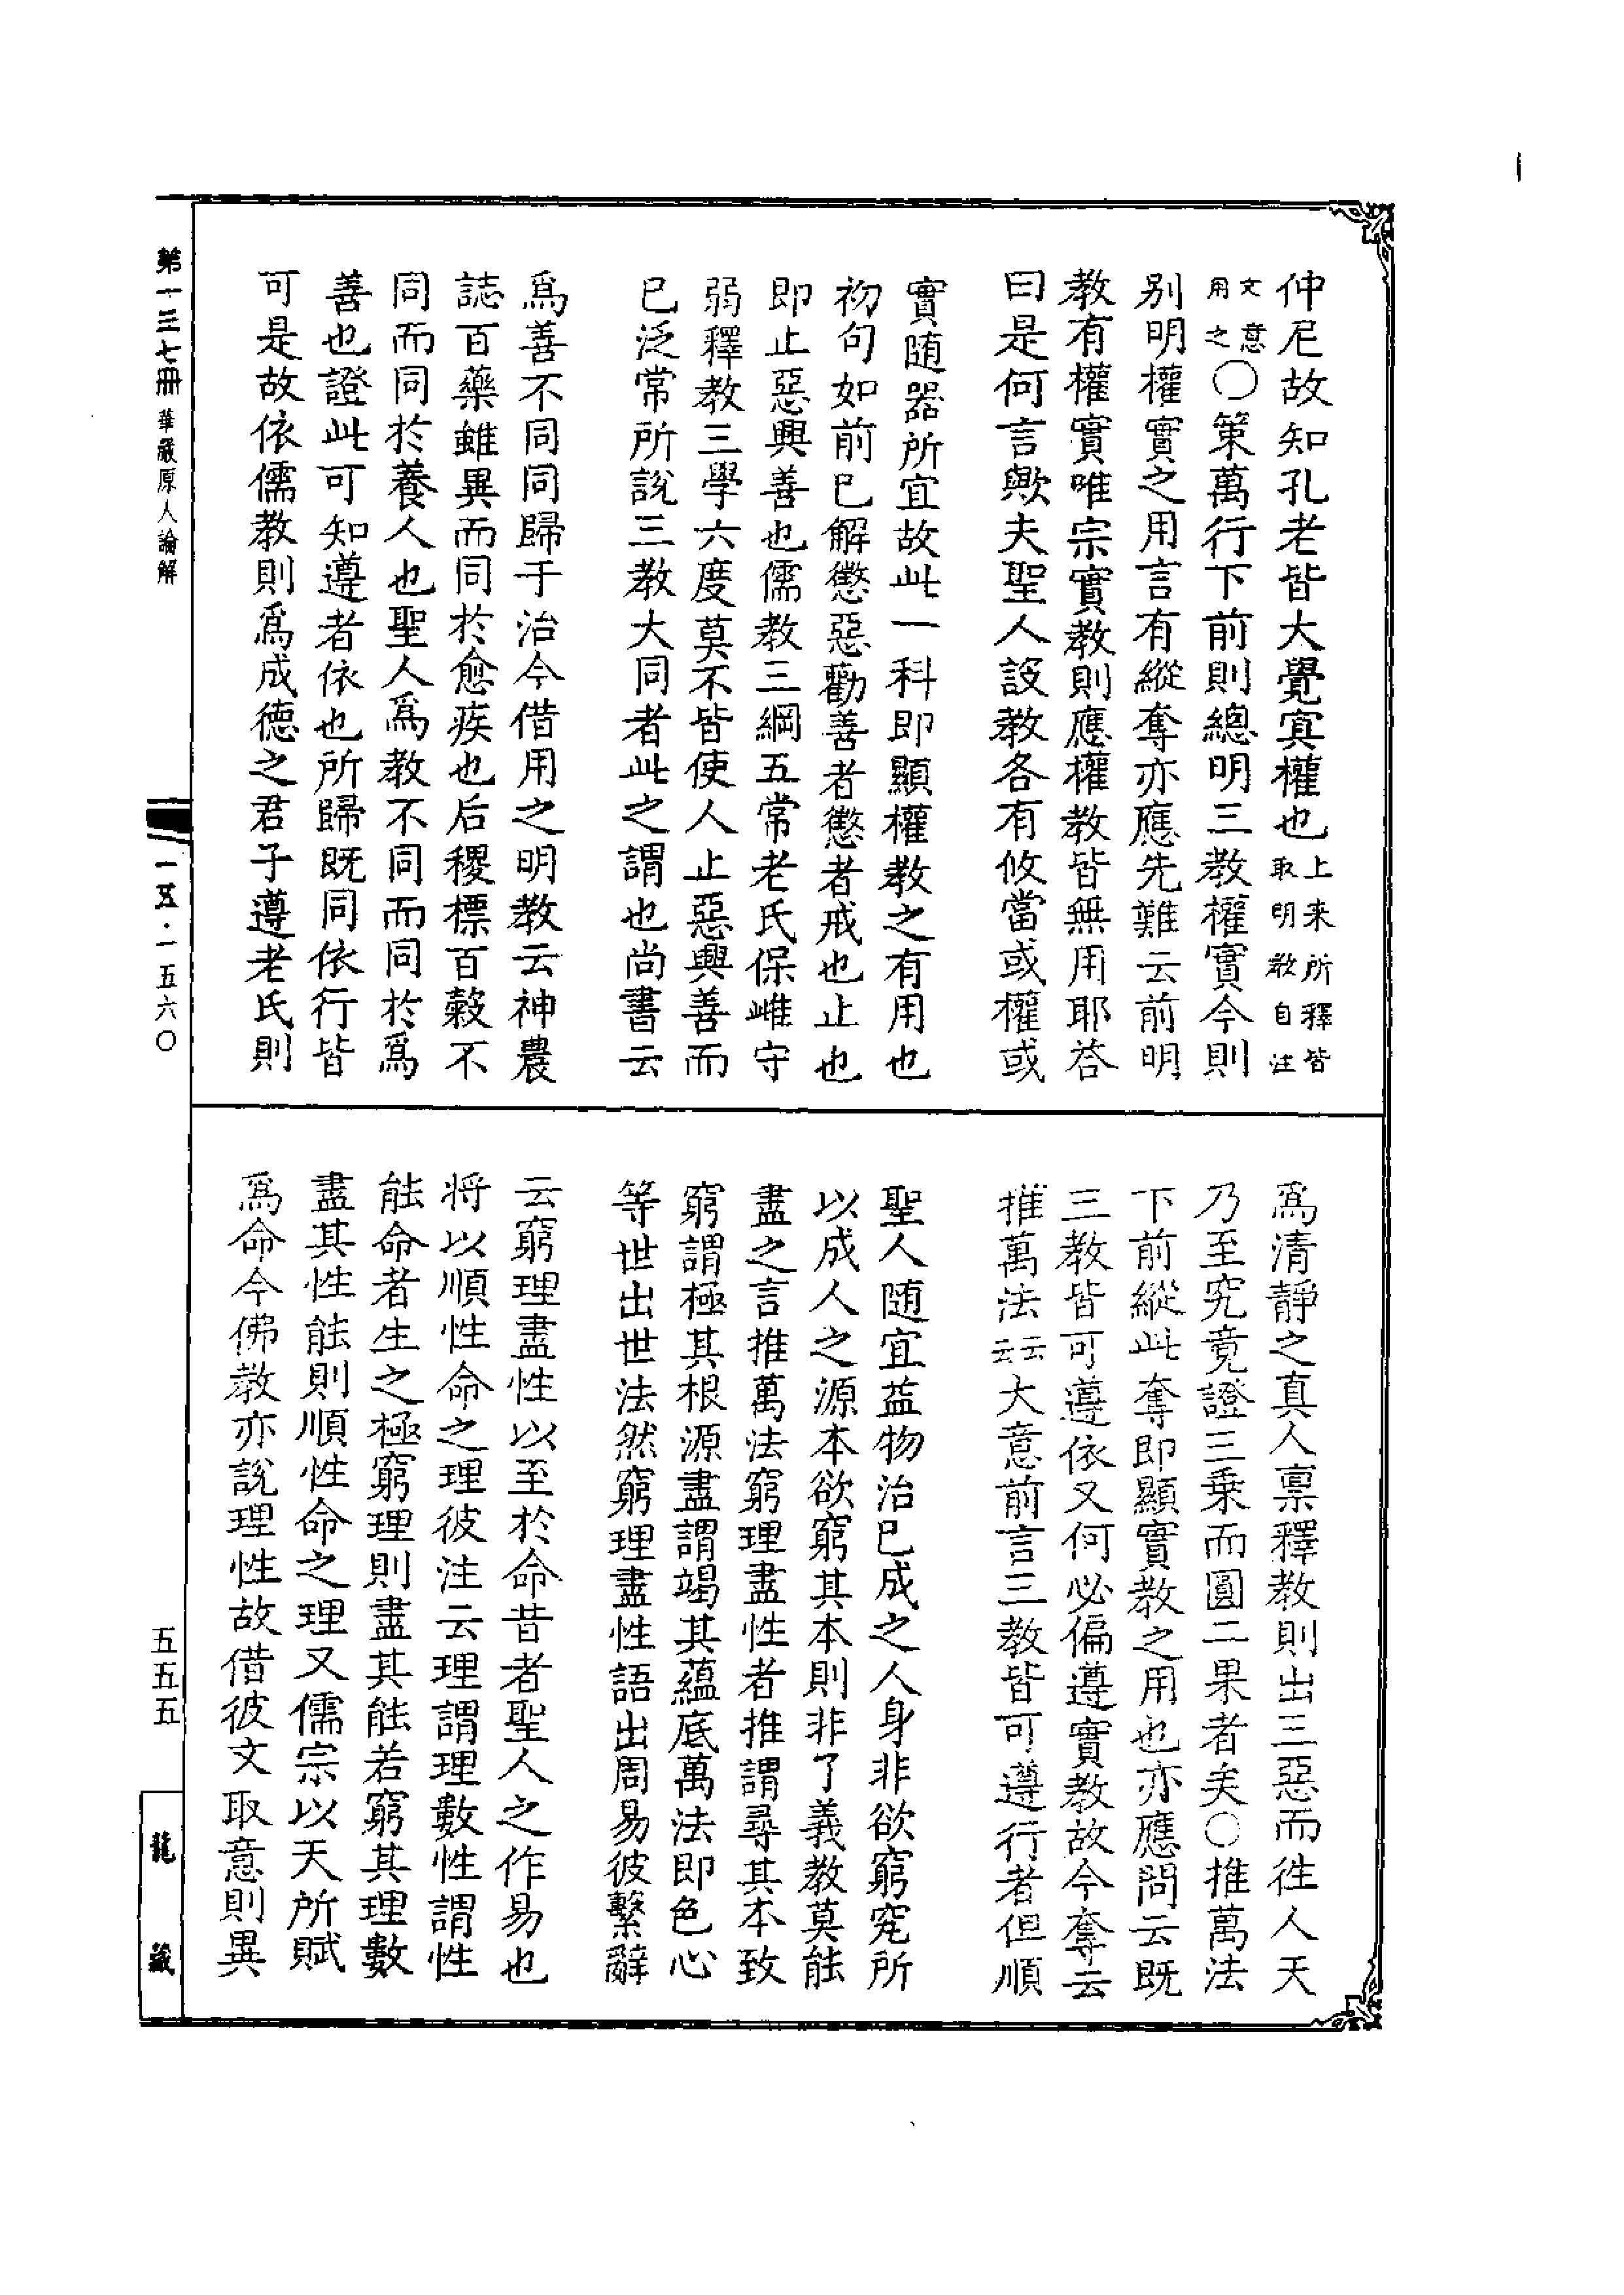 仲尼故知孔老皆大覺寘權也上来所釋皆取明教自注
文意用之〇策萬行下前則總明三教權實今則
別明權實之用言有縱奪亦應先難云前明
教有權實唯宗實教則應權教皆無用耶荅
曰是何言歟夫聖人設教各有攸當或權或
實随器所宜故此一科即顯權教之有用也
初句如前已解懲惡勸善者懲者戒也止也
即止惡興善也儒教三綱五常老氏保雌守
弱釋教三學六度莫不皆使人止惡興善而
已泛常所說三教大同者此之謂也尚書云
爲善不同同歸于治今借用之明教云神農
誌百藥雖異而同於愈疾也后稷標百穀不
同而同於養人也聖人爲教不同而同於爲
善也證此可知遵者依也所歸既同依行皆
可是故依儒教則爲成德之君子遵老氏則
爲清靜之真人禀釋教則出三惡而往人天
乃至究竟證三乗而圓二果者矣〇推萬法
下前縱此奪即顯實教之用也亦應問云既
三教皆可遵依又何必偏遵實教故今奪云
推萬法云云大意前言三教皆可遵行者但順
聖人随宜益物治已成之人身非欲窮究所
以成人之源本欲窮其本則非了義教莫能
盡之言推萬法窮理盡性者推謂尋其本致
窮謂極其根源盡謂竭其蘊底萬法即色心
等世出世法然窮理盡性語出周易彼繫辭
云窮理盡性以至於命昔者聖人之作易也
将以順性命之理彼注云理謂理數性謂性
能命者生之極窮理則盡其能若窮其理數
盡其性能則順性命之理又儒宗以天所賦
爲命今佛教亦說理性故借彼文取意則異
第一三七冊 華嚴原人論解
一五·一五六〇
五五五
龍藏